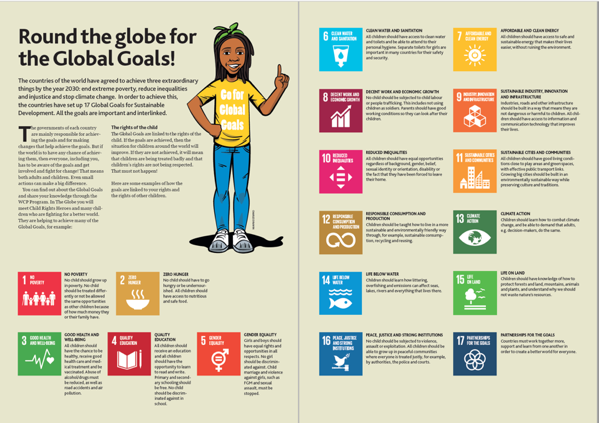 Round the globe for
the Global Goals!
The countries of the world have agreed to achieve three extraordinary
things by the year 2030: end extreme poverty, reduce inequalities
and injustice and stop climate change. In order to achieve this,
the countries have set up 17 Global Goals for Sustainable
Development. All the goals are important and interlinked.
Go for
Global
Goals
The governments of each country
are mainly responsible for achiev-
ing the goals and for making
changes that help achieve the goals. But if
the world is to have any chance of achiev-
ing them, then everyone, including you,
has to be aware of the goals and get
involved and fight for change! That means
both adults and children. Even small
actions can make a big difference.
You can find out about the Global Goals
and share your knowledge through the
WCP Program. In The Globe you will
meet Child Rights Heroes and many chil-
dren who are fighting for a better world.
They are helping to achieve many of the
Global Goals, for example:
The rights of the child
The Global Goals are linked to the rights of the
child. If the goals are achieved, then the
situation for children around the world will
improve. If they are not achieved, it will mean
that children are being treated badly and that
children's rights are not being respected.
That must not happen!
Here are some examples of how the
goals are linked to your rights and
the rights of other children.
1 NO
POVERTY
NO POVERTY
No child should grow up
in poverty. No child
should be treated differ-
ently or not be allowed
the same opportunities
as other children because
of how much money they
or their family have.
2 ZERO
HUNGER
ZERO HUNGER
No child should have to go
hungry or be undernour-
ished. All children should
have access to nutritious
and safe food.
3 GOOD HEALTH
AND WELL-BEING
GOOD HEALTH AND
WELL-BEING
All children should
have the chance to
be healthy, receive good
health care and med-
ical treatment and be
vaccinated. Abuse of
alcohol/drugs must
be reduced, as well as
road accidents and air
pollution.
4 QUALITY
EDUCATION
QUALITY
EDUCATION
All children should
receive an education
and all children
should have the
opportunity to learn
to read and write.
Primary and second-
ary schooling should
be free. No child
should be discrimi-
nated against in
school.
5 GENDER
EQUALITY
GENDER EQUALITY
Girls and boys should
have equal rights and
opportunities in all
respects. No girl
should be discrimi-
nated against. Child
marriage and violence
against girls, such as
FGM and sexual
assault, must be
stopped.
6 CLEAN WATER
AND SANITATION
CLEAN WATER AND SANITATION
All children should have access to clean water
and toilets and be able to attend to their
personal hygiene. Separate toilets for girls are
important in many countries for their safety
and security.
7 AFFORDABLE AND
CLEAN ENERGY
AFFORDABLE AND CLEAN ENERGY
All children should have access to safe and
sustainable energy that makes their lives
easier, without ruining the environment.
8 DECENT WORK AND
ECONOMIC GROWTH
DECENT WORK AND ECONOMIC GROWTH
No child should be subjected to child labour
or people trafficking. This includes not using
children as soldiers. Parents should have good
working conditions so they can look after their
children.
9 INDUSTRY, INNOVATION
AND INFRASTRUCTURE
SUSTAINABLE INDUSTRY, INNOVATION
AND INFRASTRUCTURE
Industries, roads and other infrastructure
should be built in a way that means they are
not dangerous or harmful to children. All chil-
dren should have access to information and
communication technology that improves
their lives.
10 REDUCED
INEQUALITIES
REDUCED INEQUALITIES
All children should have equal opportunities
regardless of background, gender, belief,
sexual identity or orientation, disability or
the fact that they have been forced to leave
their home.
11 SUSTAINABLE CITIES
AND COMMUNITIES
SUSTAINABLE CITIES AND COMMUNITIES
All children should have good living condi-
tions close to play areas and green spaces,
with effective public transport links.
Growing big cities should be built in an
environmentally sustainable way while
preserving culture and traditions.
12 RESPONSIBLE
CONSUMPTION
AND PRODUCTION
RESPONSIBLE CONSUMPTION AND
PRODUCTION
Children should be taught how to live in a more
sustainable and environmentally friendly way
through, for example, sustainable consump-
tion, recycling and reusing.
13 CLIMATE
ACTION
CLIMATE ACTION
Children should learn how to combat climate
change, and be able to demand that adults,
e.g. decision-makers, do the same.
14 LIFE
BELOW WATER
LIFE BELOW WATER
Children should learn how littering,
overfishing and emissions can affect seas,
lakes, rivers and everything that lives there.
15 LIFE
ON LAND
LIFE ON LAND
Children should have knowledge of how to
protect forests and land, mountains, animals
and plants, and understand why we should
not waste nature's resources.
16 PEACE, JUSTICE
AND STRONG
INSTITUTIONS
PEACE, JUSTICE AND STRONG INSTITUTIONS
No child should be subjected to violence,
assault or exploitation. All children should be able
to grow up in peaceful communities
where everyone is treated justly, for example,
by authorities, the police and courts.
17 PARTNERSHIPS
FOR THE GOALS
PARTNERSHIPS FOR THE GOALS
Countries must work together more,
support and learn from one another in
order to create a better world for everyone.